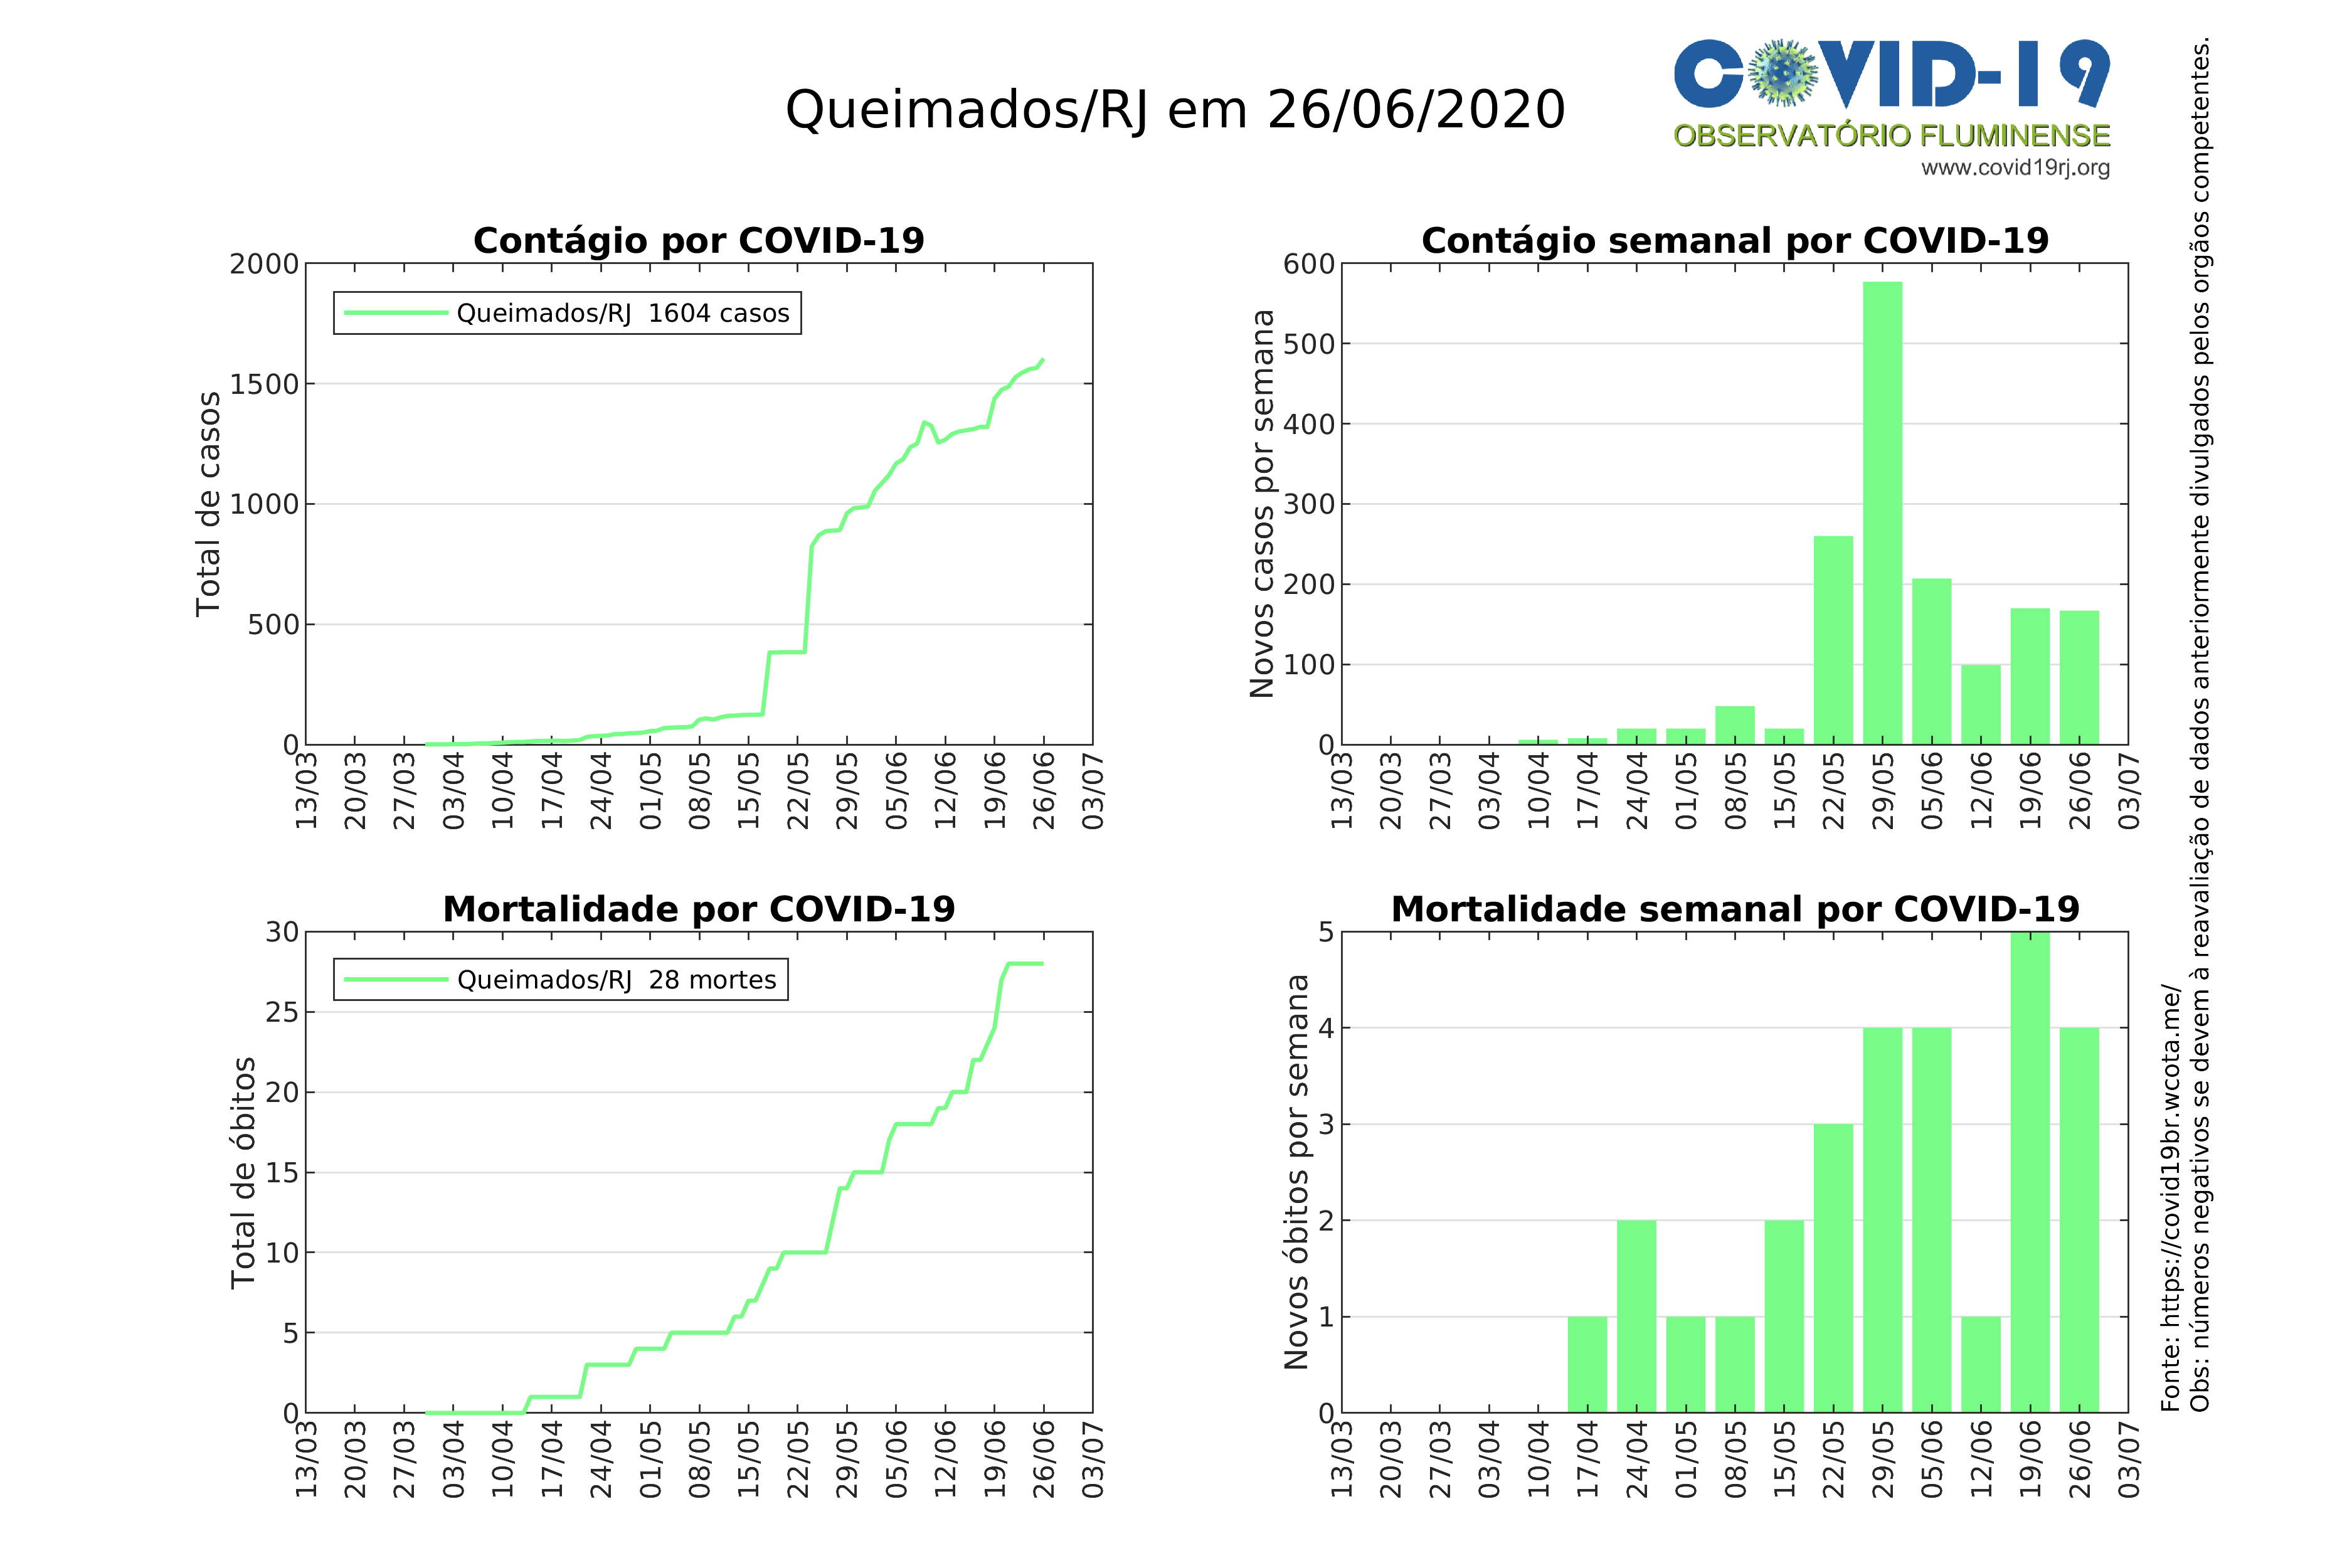 Queimados/RJ em 26/06/2020
COVID-19
OBSERVATÓRIO FLUMINENSE
www.covid19rj.org
Contágio por COVID-19
Total de casos
2000
1500
1000
500
0
Queimados/RJ 1604 casos
13/03 20/03 27/03 03/04 10/04 17/04 24/04 01/05 08/05 15/05 22/05 29/05 05/06 12/06 19/06 26/06 03/07
Contágio semanal por COVID-19
Novos casos por semana
600
500
400
300
200
100
0
13/03 20/03 27/03 03/04 10/04 17/04 24/04 01/05 08/05 15/05 22/05 29/05 05/06 12/06 19/06 26/06 03/07
Mortalidade por COVID-19
Total de óbitos
30
25
20
15
10
5
0
Queimados/RJ 28 mortes
13/03 20/03 27/03 03/04 10/04 17/04 24/04 01/05 08/05 15/05 22/05 29/05 05/06 12/06 19/06 26/06 03/07
Mortalidade semanal por COVID-19
Novos óbitos por semana
5
4
3
2
1
0
13/03 20/03 27/03 03/04 10/04 17/04 24/04 01/05 08/05 15/05 22/05 29/05 05/06 12/06 19/06 26/06 03/07
Fonte: https://covid19br.wcota.me/
Obs: números negativos se devem à reavaliação de dados anteriormente divulgados pelos orgãos competentes.